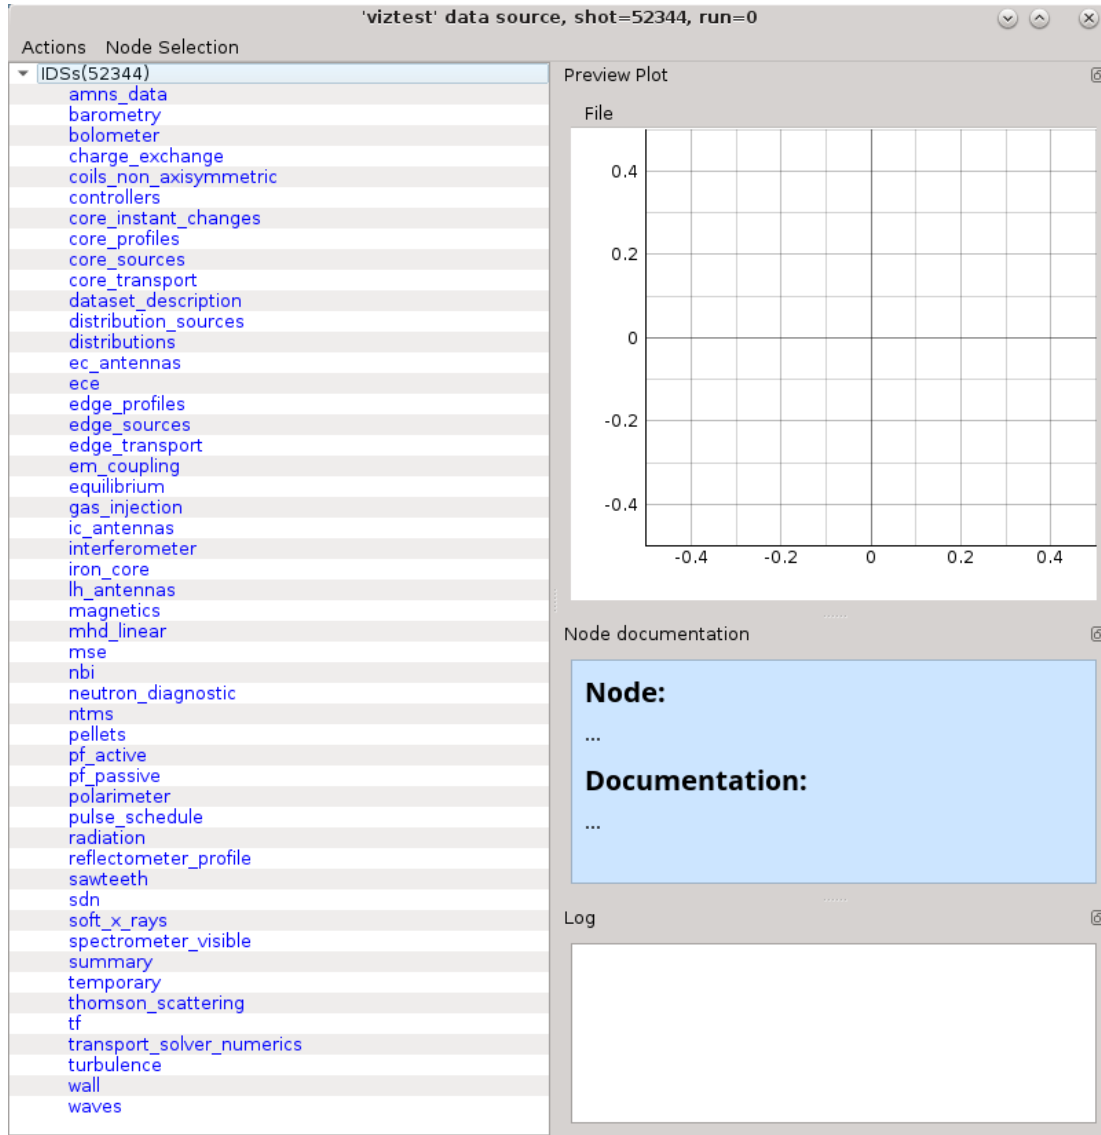 'viztest' data source, shot=52344, run=0
Actions Node Selection
IDSs(52344)
amns_data
barometry
bolometer
charge_exchange
coils_non_axisymmetric
controllers
core_instant_changes
core_profiles
core_sources
core_transport
dataset_description
distribution_sources
distributions
ec_antennas
ece
edge_profiles
edge_sources
edge_transport
em_coupling
equilibrium
gas_injection
ic_antennas
interferometer
iron_core
lh_antennas
magnetics
mhd_linear
mse
nbi
neutron_diagnostic
ntms
pellets
pf_active
pf_passive
polarimeter
pulse_schedule
radiation
reflectometer_profile
sawteeth
sdn
soft_x_rays
spectrometer_visible
summary
temporary
thomson_scattering
tf
transport_solver_numerics
turbulence
wall
waves
Preview Plot
File
0.4
0.2
0
-0.2
-0.4
-0.4 -0.2 0 0.2 0.4
Node documentation
Node:
...
Documentation:
...
Log